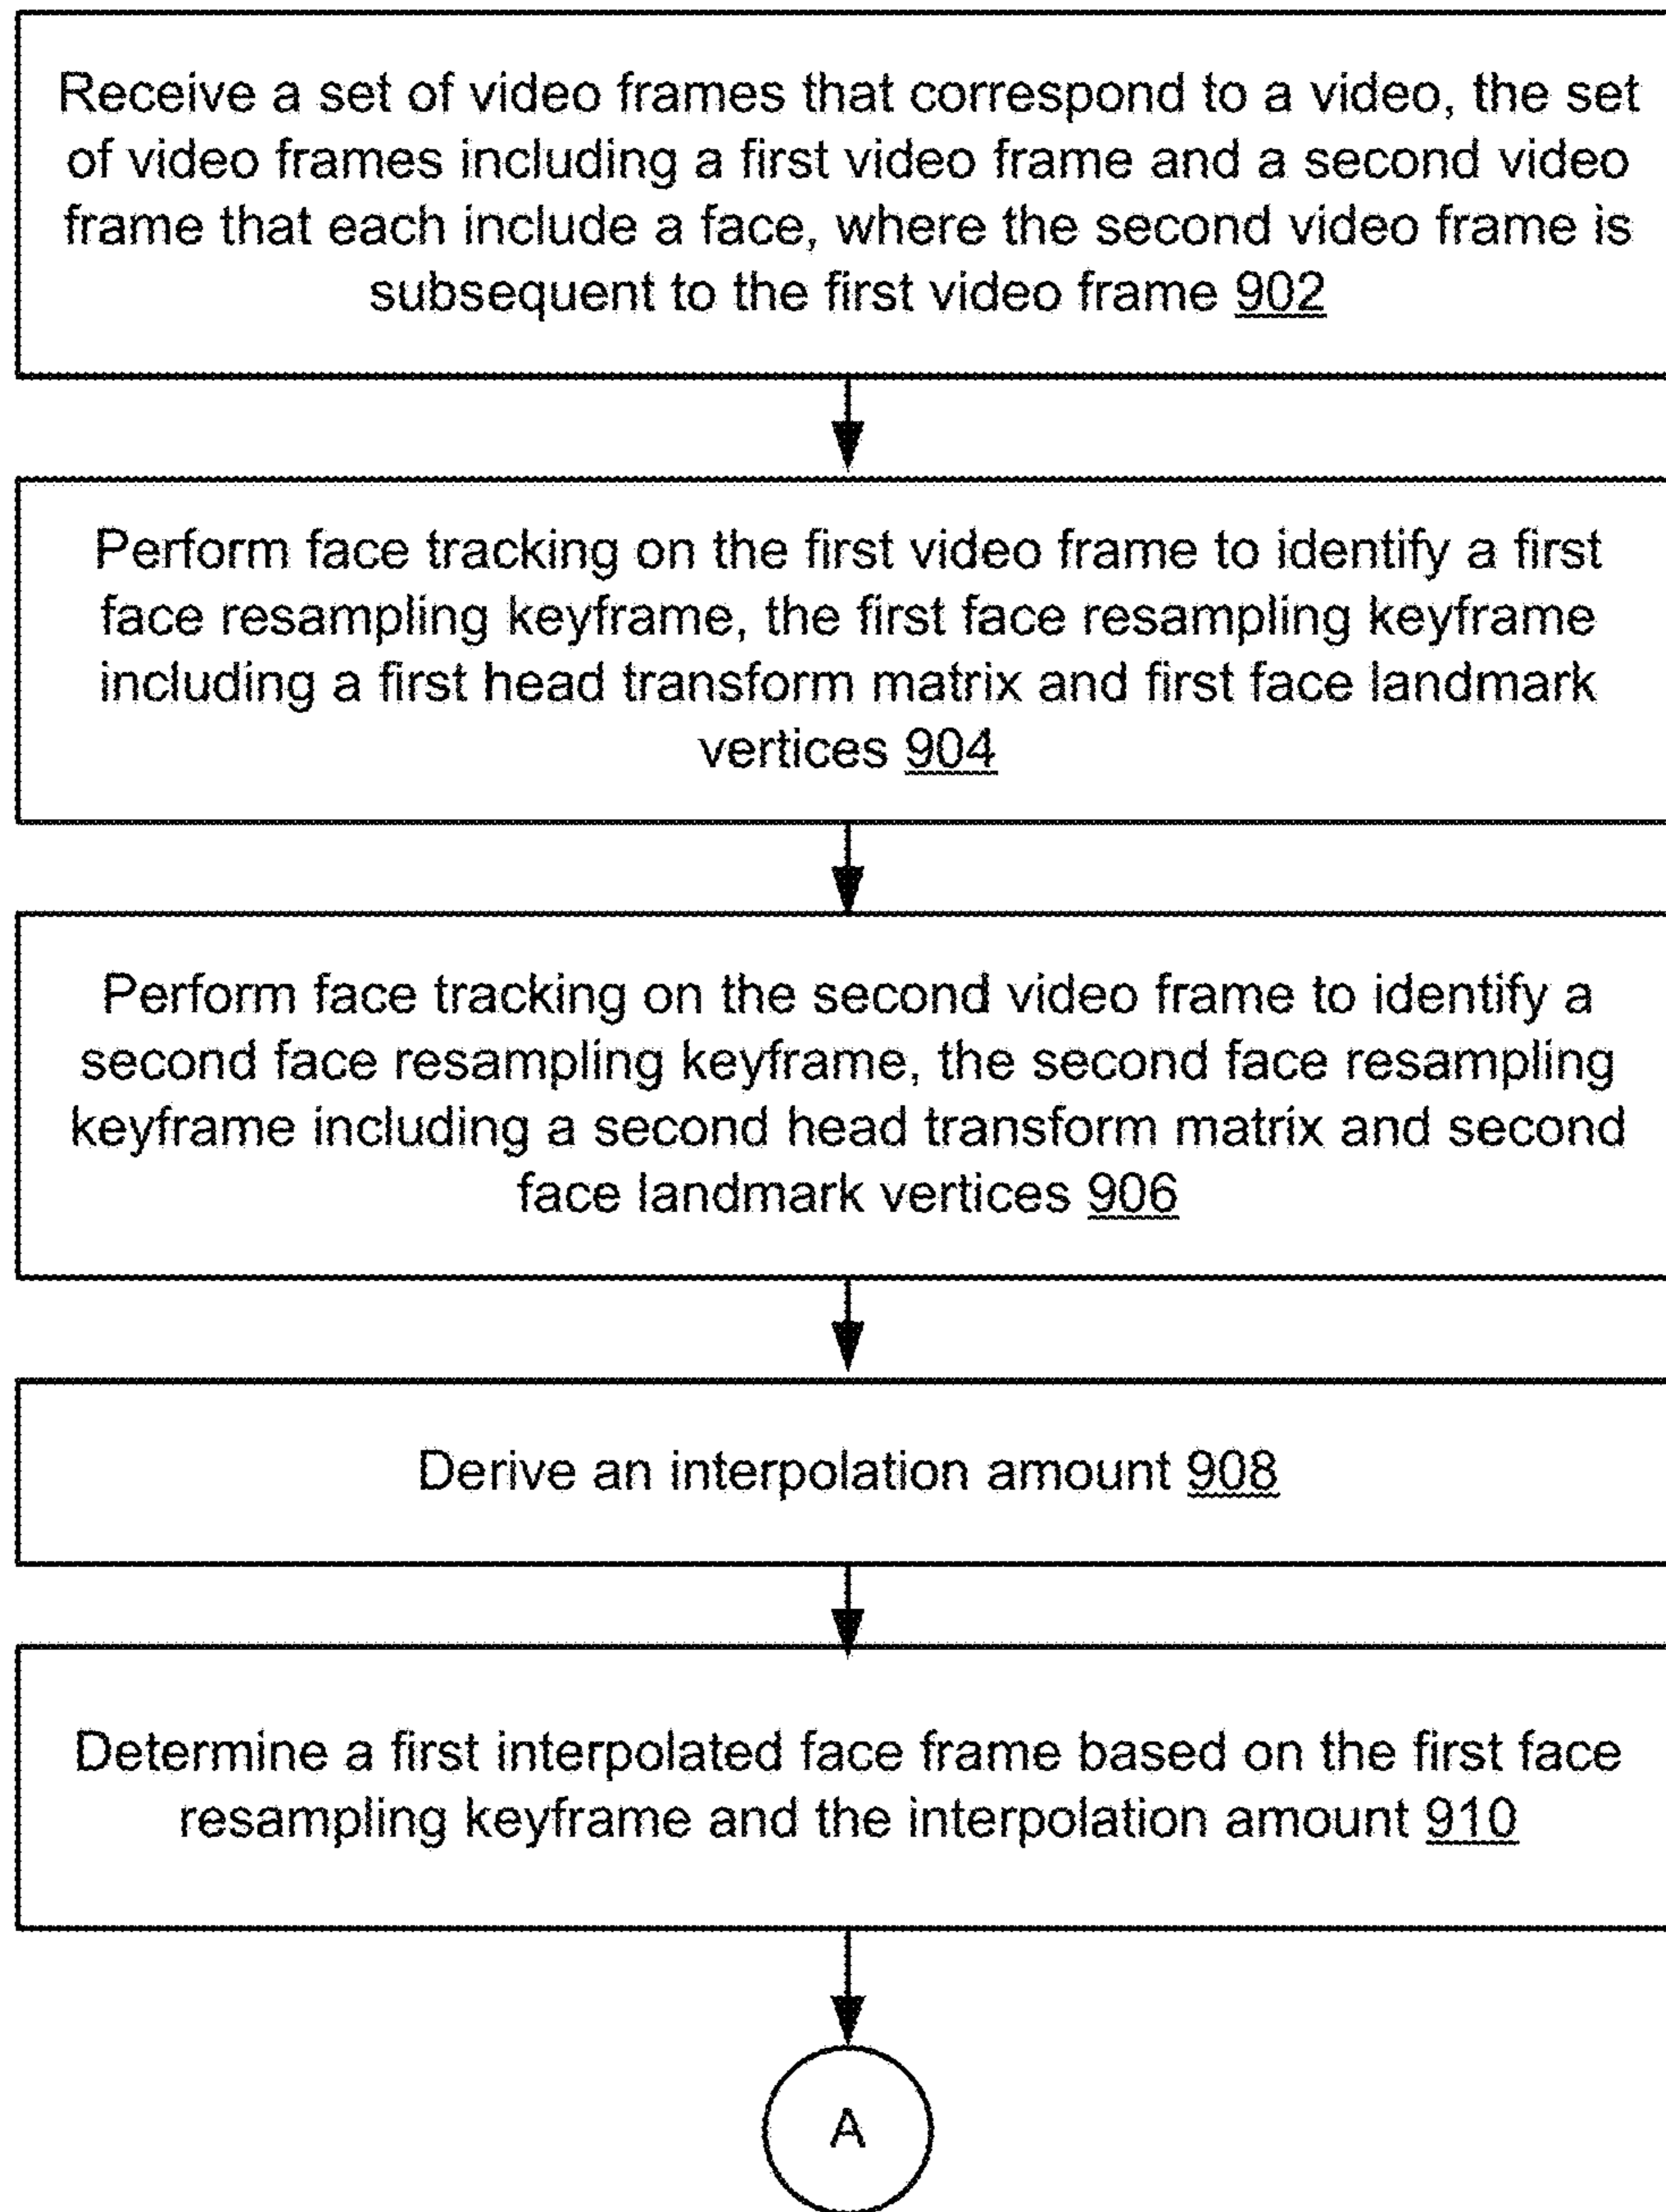 Receive a set of video frames that correspond to a video, the set
of video frames including a first video frame and a second video
frame that each include a face, where the second video frame is
subsequent to the first video frame 902
Perform face tracking on the first video frame to identify a first
face resampling keyframe, the first face resampling keyframe
including a first head transform matrix and first face landmark
vertices 904
Perform face tracking on the second video frame to identify a
second face resampling keyframe, the second face resampling
keyframe including a second head transform matrix and second
face landmark vertices 906
Derive an interpolation amount 908
Determine a first interpolated face frame based on the first face
resampling keyframe and the interpolation amount 910
A